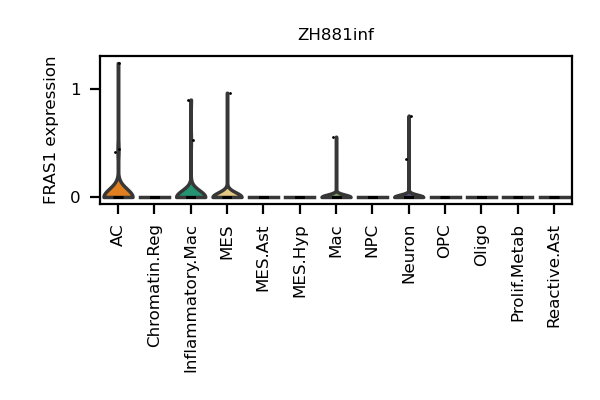 ZH881inf
FRAS1 expression
1
0
AC
Chromatin.Reg
Inflammatory.Mac
MES
MES.Ast
MES.Hyp
Mac
NPC
Neuron
OPC
Oligo
Prolif.Metab
Reactive.Ast